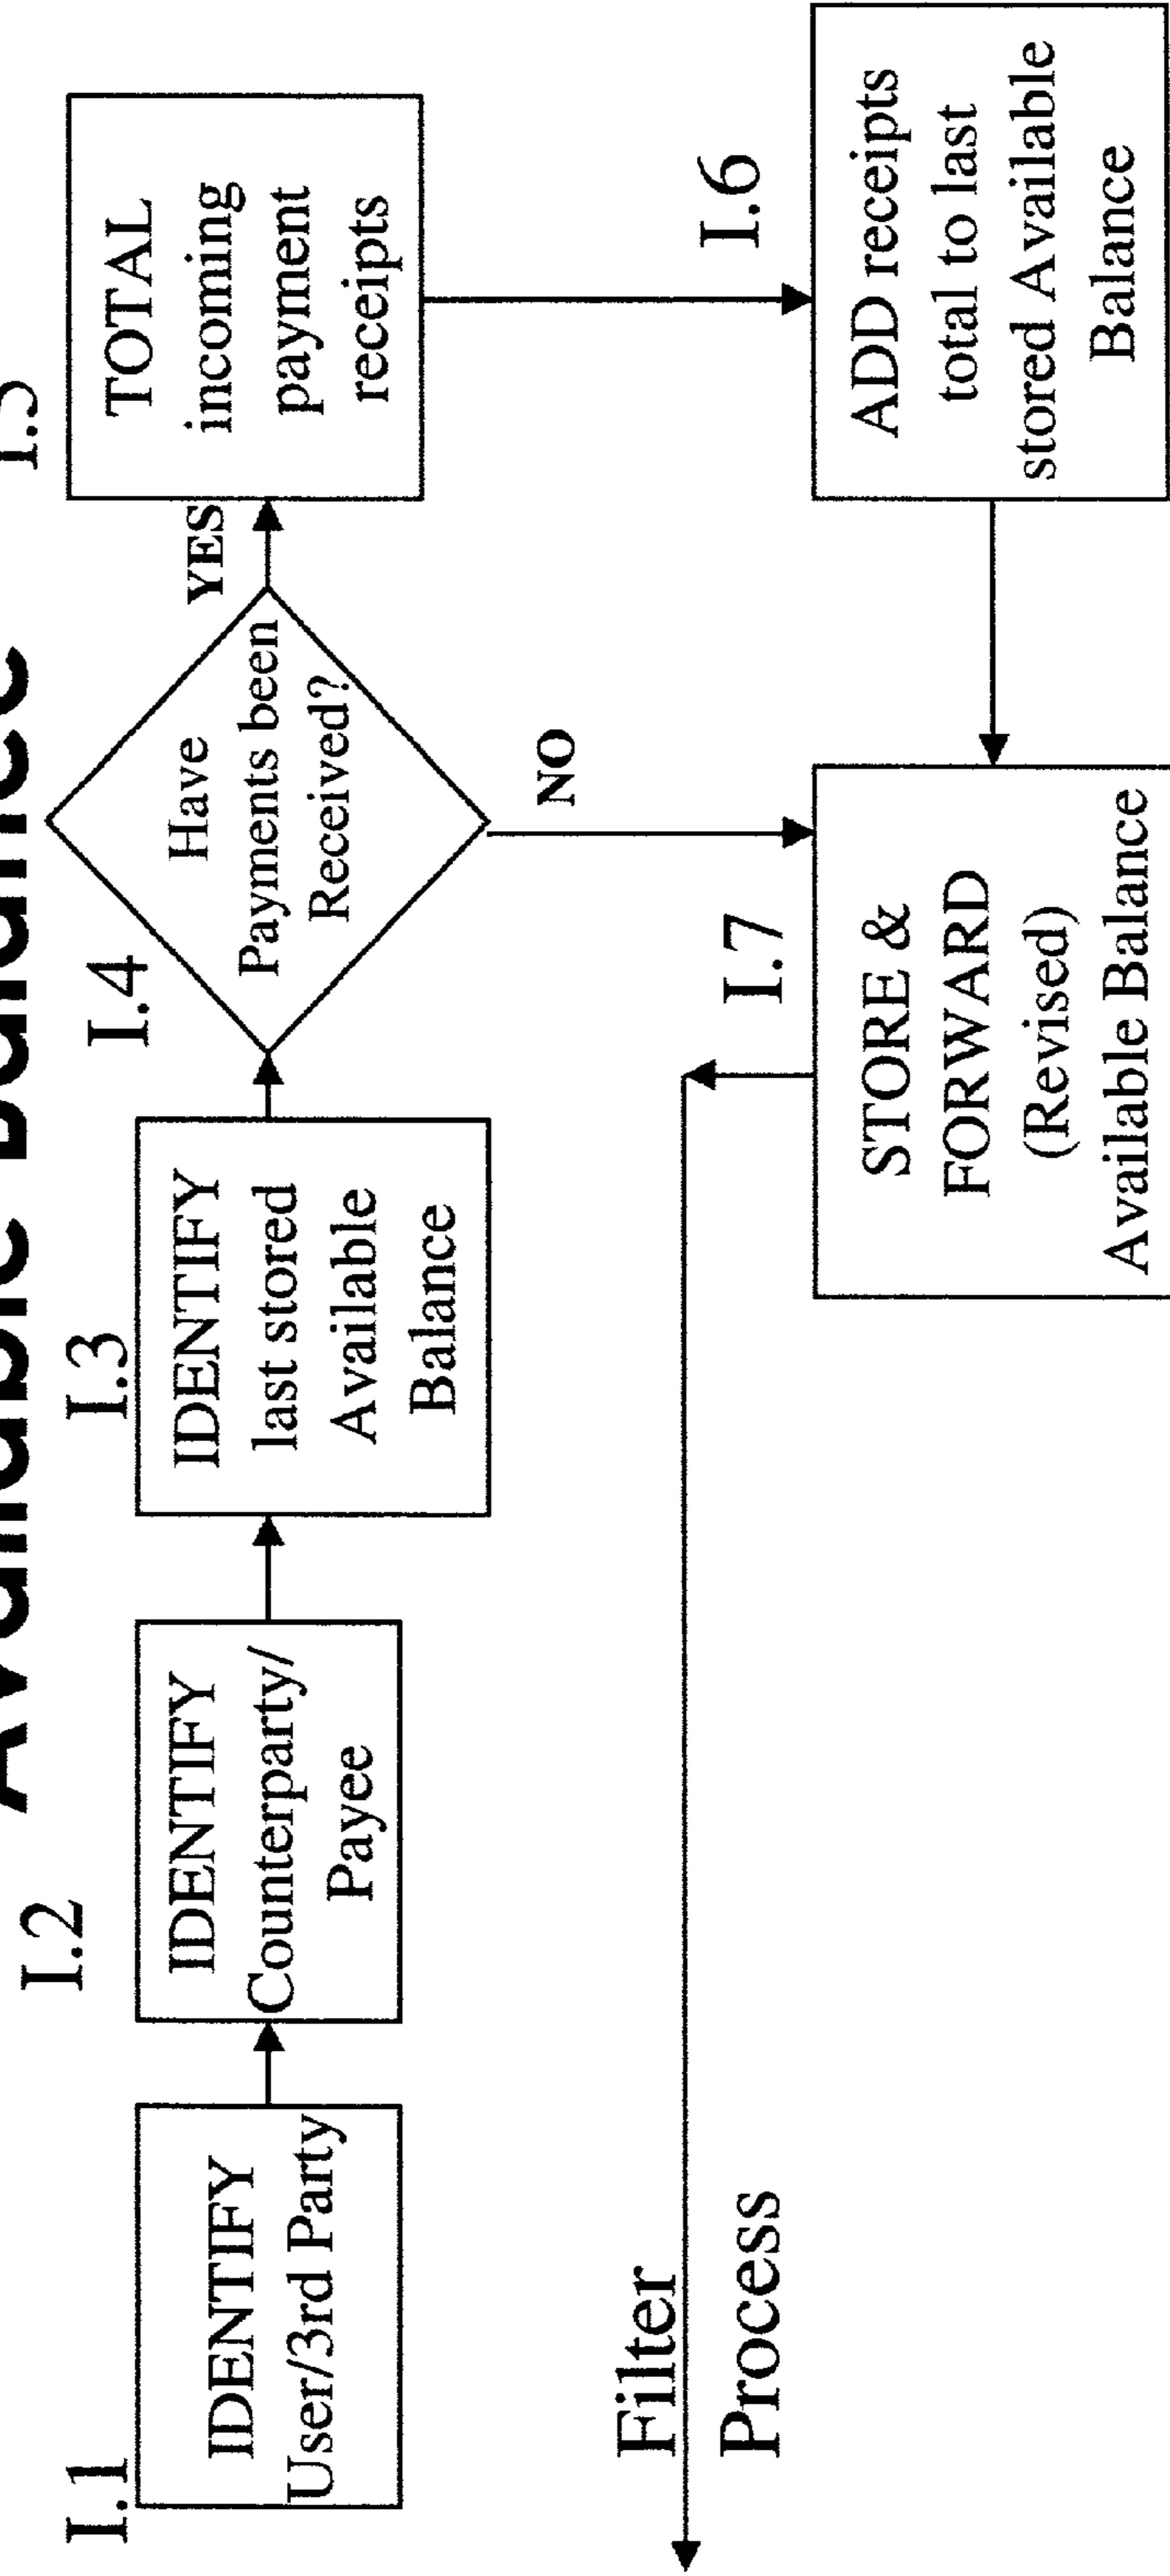 Available Balance
I.1
IDENTIFY
User/3rd Party
I.2
IDENTIFY
Counterparty/
Payee
I.3
IDENTIFY
last stored
Available
Balance
I.4
Have
Payments been
Received?
YES
NO
TOTAL
incoming
payment
receipts
I.6
ADD receipts
total to last
stored Available
Balance
I.7
STORE &
FORWARD
(Revised)
Available Balance
Filter
Process